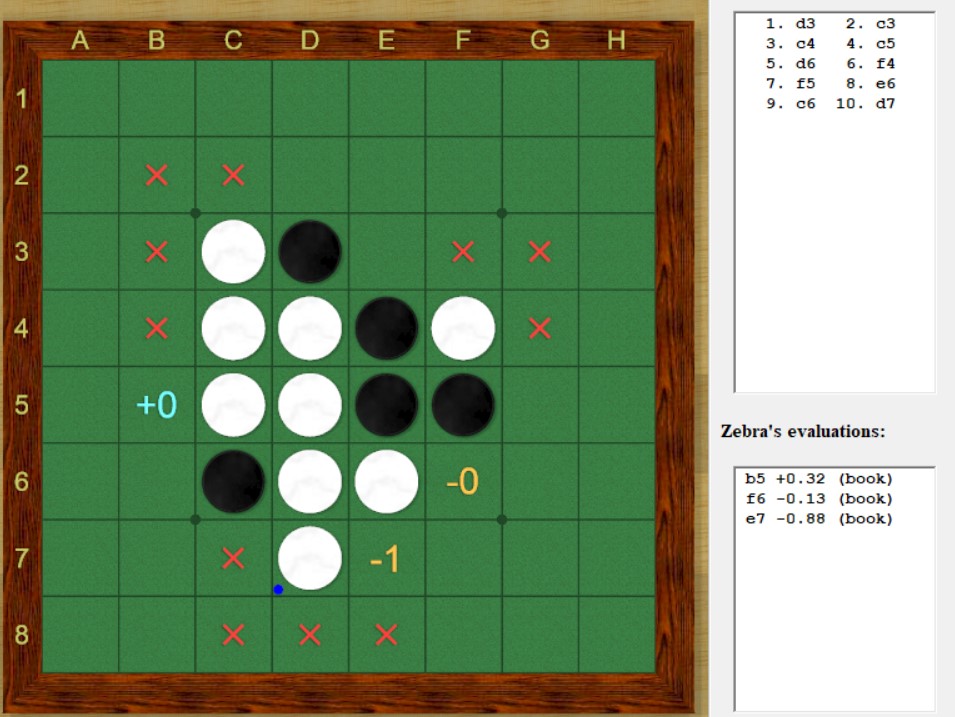 A B C D E F G H
1
2
3
4
5 +0
6 -0
7 -1
8
1. d3 2. c3
3. c4 4. c5
5. d6 6. f4
7. f5 8. e6
9. c6 10. d7
Zebra's evaluations:
b5 +0.32 (book)
f6 -0.13 (book)
e7 -0.88 (book)